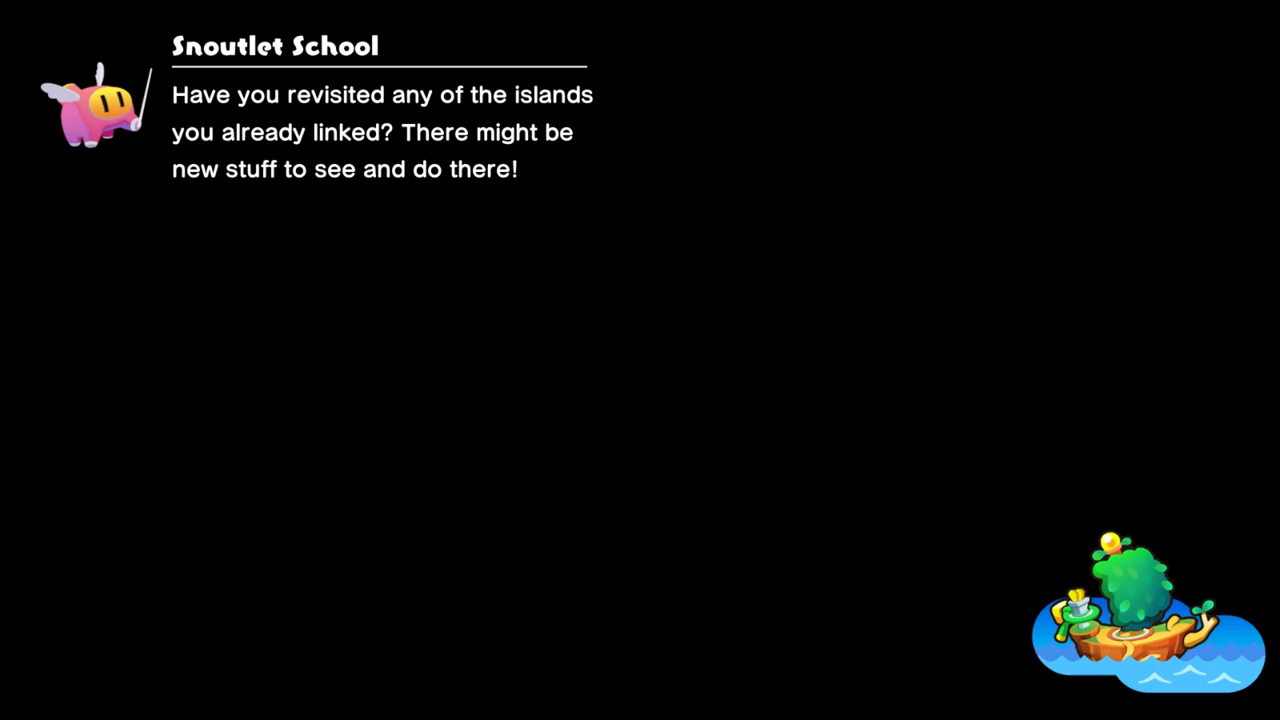 Snoutlet School
Have you revisited any of the islands
you already linked? There might be
new stuff to see and do there!